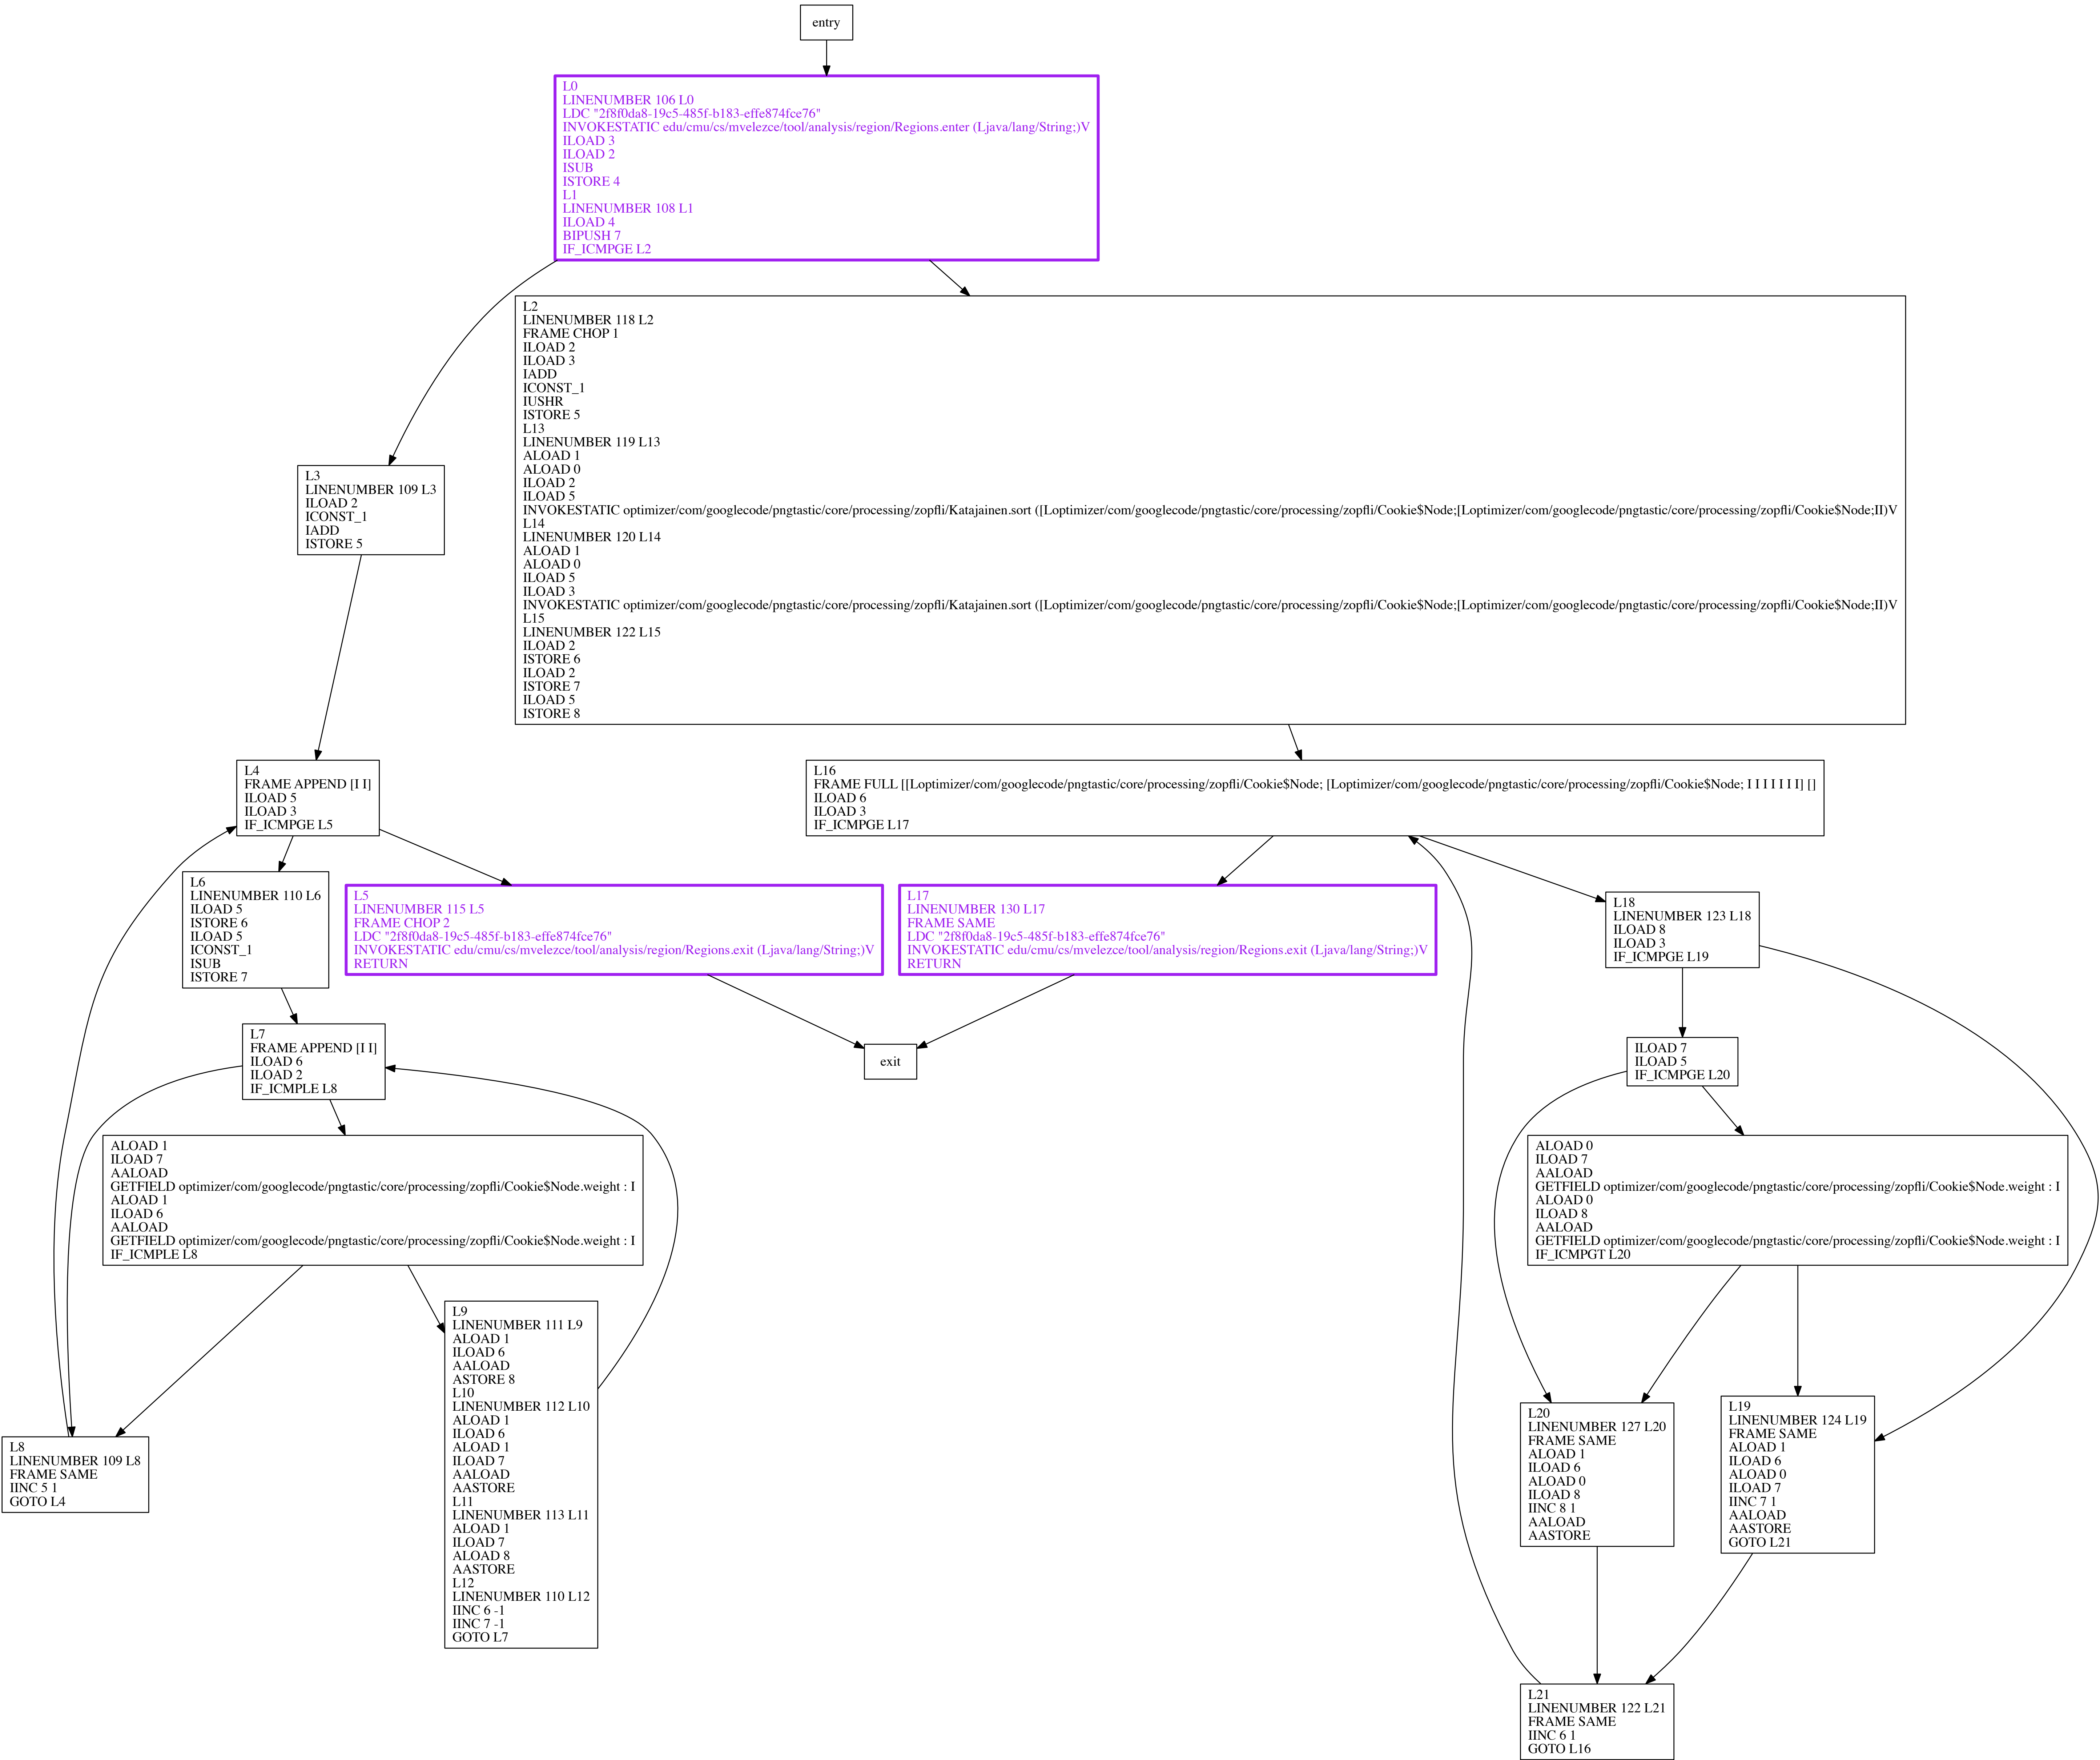 entry
L0
LINENUMBER 106 L0
LDC "2f8f0da8-19c5-485f-b183-effe874fce76"
INVOKESTATIC edu/cmu/cs/mvelezce/tool/analysis/region/Regions.enter (Ljava/lang/String;)V
ILOAD 3
ILOAD 2
ISUB
ISTORE 4
L1
LINENUMBER 108 L1
ILOAD 4
BIPUSH 7
IF_ICMPGE L2
L2
LINENUMBER 118 L2
FRAME CHOP 1
ILOAD 2
ILOAD 3
IADD
ICONST_1
IUSHR
ISTORE 5
L13
LINENUMBER 119 L13
ALOAD 1
ALOAD 0
ILOAD 2
ILOAD 5
INVOKESTATIC optimizer/com/googlecode/pngtastic/core/processing/zopfli/Katajainen.sort ([Loptimizer/com/googlecode/pngtastic/core/processing/zopfli/Cookie$Node;[Loptimizer/com/googlecode/pngtastic/core/processing/zopfli/Cookie$Node;II)V
L14
LINENUMBER 120 L14
ALOAD 1
ALOAD 0
ILOAD 5
ILOAD 3
INVOKESTATIC optimizer/com/googlecode/pngtastic/core/processing/zopfli/Katajainen.sort ([Loptimizer/com/googlecode/pngtastic/core/processing/zopfli/Cookie$Node;[Loptimizer/com/googlecode/pngtastic/core/processing/zopfli/Cookie$Node;II)V
L15
LINENUMBER 122 L15
ILOAD 2
ISTORE 6
ILOAD 2
ISTORE 7
ILOAD 5
ISTORE 8
L3
LINENUMBER 109 L3
ILOAD 2
ICONST_1
IADD
ISTORE 5
L4
FRAME APPEND [I I]
ILOAD 5
ILOAD 3
IF_ICMPGE L5
L16
FRAME FULL [[Loptimizer/com/googlecode/pngtastic/core/processing/zopfli/Cookie$Node; [Loptimizer/com/googlecode/pngtastic/core/processing/zopfli/Cookie$Node; I I I I I I I] []
ILOAD 6
ILOAD 3
IF_ICMPGE L17
L6
LINENUMBER 110 L6
ILOAD 5
ISTORE 6
ILOAD 5
ICONST_1
ISUB
ISTORE 7
L5
LINENUMBER 115 L5
FRAME CHOP 2
LDC "2f8f0da8-19c5-485f-b183-effe874fce76"
INVOKESTATIC edu/cmu/cs/mvelezce/tool/analysis/region/Regions.exit (Ljava/lang/String;)V
RETURN
L17
LINENUMBER 130 L17
FRAME SAME
LDC "2f8f0da8-19c5-485f-b183-effe874fce76"
INVOKESTATIC edu/cmu/cs/mvelezce/tool/analysis/region/Regions.exit (Ljava/lang/String;)V
RETURN
L18
LINENUMBER 123 L18
ILOAD 8
ILOAD 3
IF_ICMPGE L19
L7
FRAME APPEND [I I]
ILOAD 6
ILOAD 2
IF_ICMPLE L8
exit
ILOAD 7
ILOAD 5
IF_ICMPGE L20
ALOAD 1
ILOAD 7
AALOAD
GETFIELD optimizer/com/googlecode/pngtastic/core/processing/zopfli/Cookie$Node.weight : I
ALOAD 1
ILOAD 6
AALOAD
GETFIELD optimizer/com/googlecode/pngtastic/core/processing/zopfli/Cookie$Node.weight : I
IF_ICMPLE L8
ALOAD 0
ILOAD 7
AALOAD
GETFIELD optimizer/com/googlecode/pngtastic/core/processing/zopfli/Cookie$Node.weight : I
ALOAD 0
ILOAD 8
AALOAD
GETFIELD optimizer/com/googlecode/pngtastic/core/processing/zopfli/Cookie$Node.weight : I
IF_ICMPGT L20
L9
LINENUMBER 111 L9
ALOAD 1
ILOAD 6
AALOAD
ASTORE 8
L10
LINENUMBER 112 L10
ALOAD 1
ILOAD 6
ALOAD 1
ILOAD 7
AALOAD
AASTORE
L11
LINENUMBER 113 L11
ALOAD 1
ILOAD 7
ALOAD 8
AASTORE
L12
LINENUMBER 110 L12
IINC 6 -1
IINC 7 -1
GOTO L7
L8
LINENUMBER 109 L8
FRAME SAME
IINC 5 1
GOTO L4
L20
LINENUMBER 127 L20
FRAME SAME
ALOAD 1
ILOAD 6
ALOAD 0
ILOAD 8
IINC 8 1
AALOAD
AASTORE
L19
LINENUMBER 124 L19
FRAME SAME
ALOAD 1
ILOAD 6
ALOAD 0
ILOAD 7
IINC 7 1
AALOAD
AASTORE
GOTO L21
L21
LINENUMBER 122 L21
FRAME SAME
IINC 6 1
GOTO L16